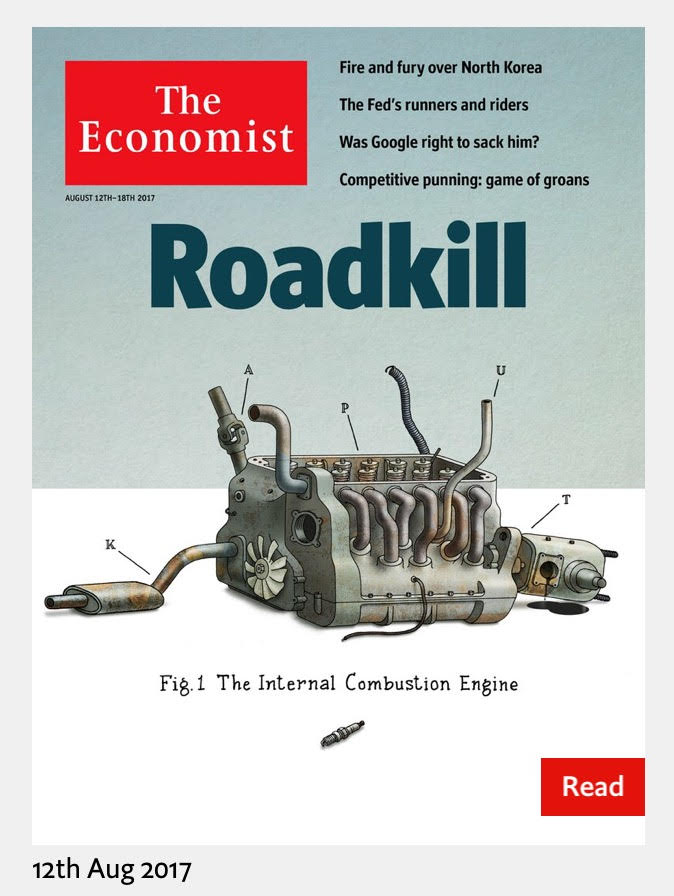 The
Economist
AUGUST 12TH–18TH 2017
Fire and fury over North Korea
The Fed's runners and riders
Was Google right to sack him?
Competitive punning: game of groans
Roadkill
A
U
P
T
K
Fig.1 The Internal Combustion Engine
Read
12th Aug 2017